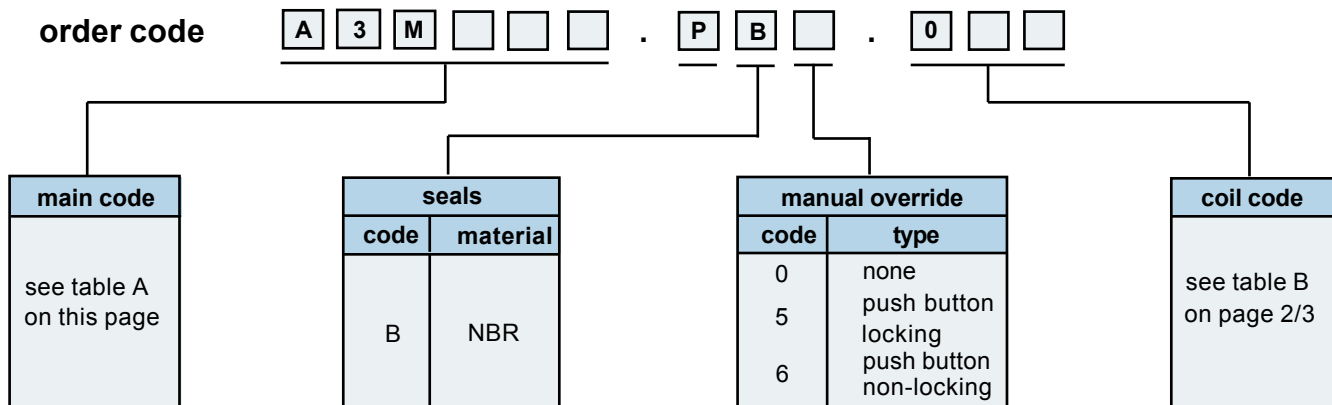 order code A 3 M . P B . 0
main code
see table A
on this page
seals
code material
B NBR
manual override
code type
0 none
5 push button
locking
6 push button
non-locking
coil code
see table B
on page 2/3